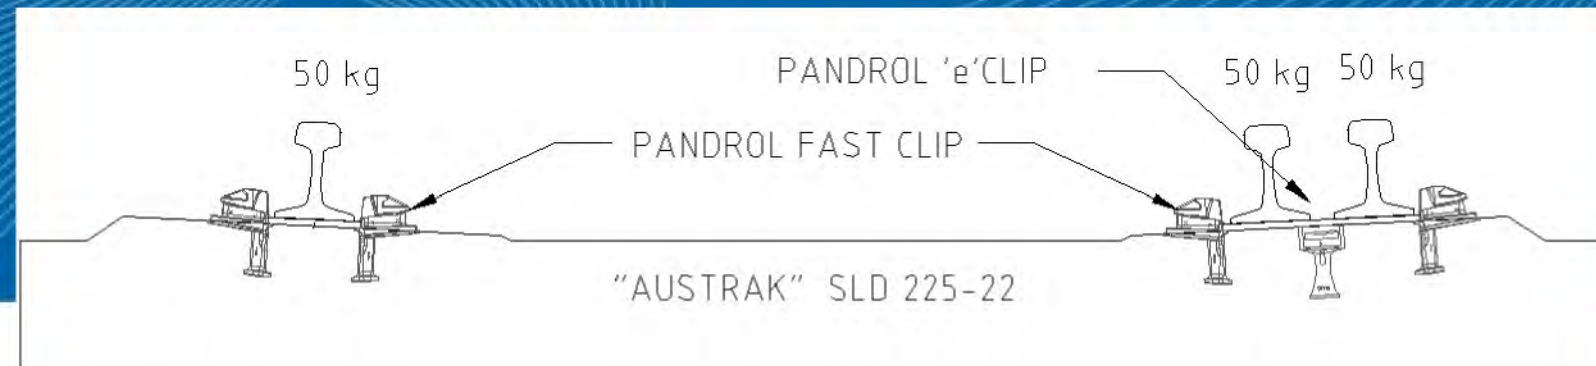 50 kg
PANDROL 'e'CLIP
50 kg
50 kg
PANDROL FAST CLIP
"AUSTRAK" SLD 225-22